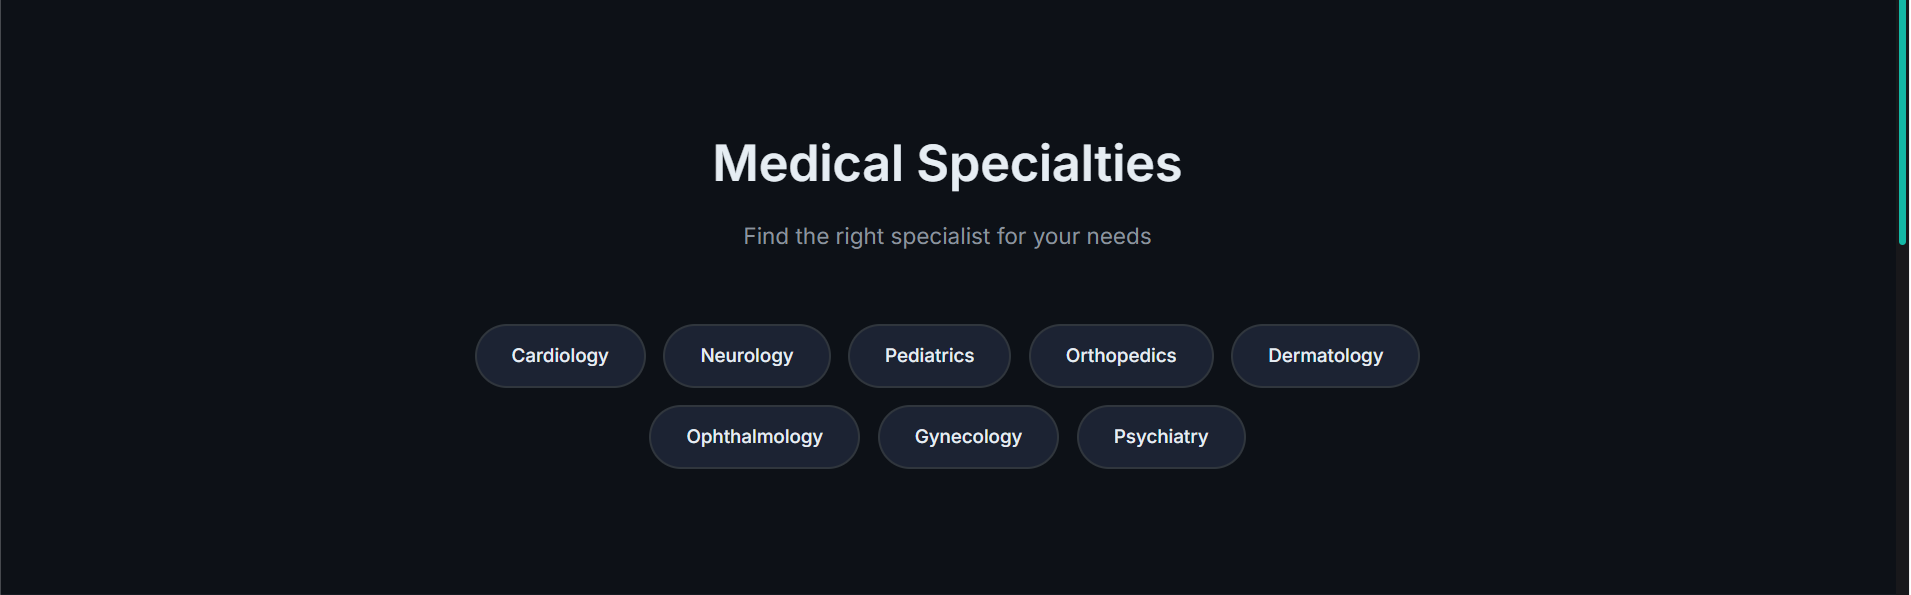 Medical Specialties
Find the right specialist for your needs
Cardiology Neurology Pediatrics Orthopedics Dermatology
Ophthalmology Gynecology Psychiatry